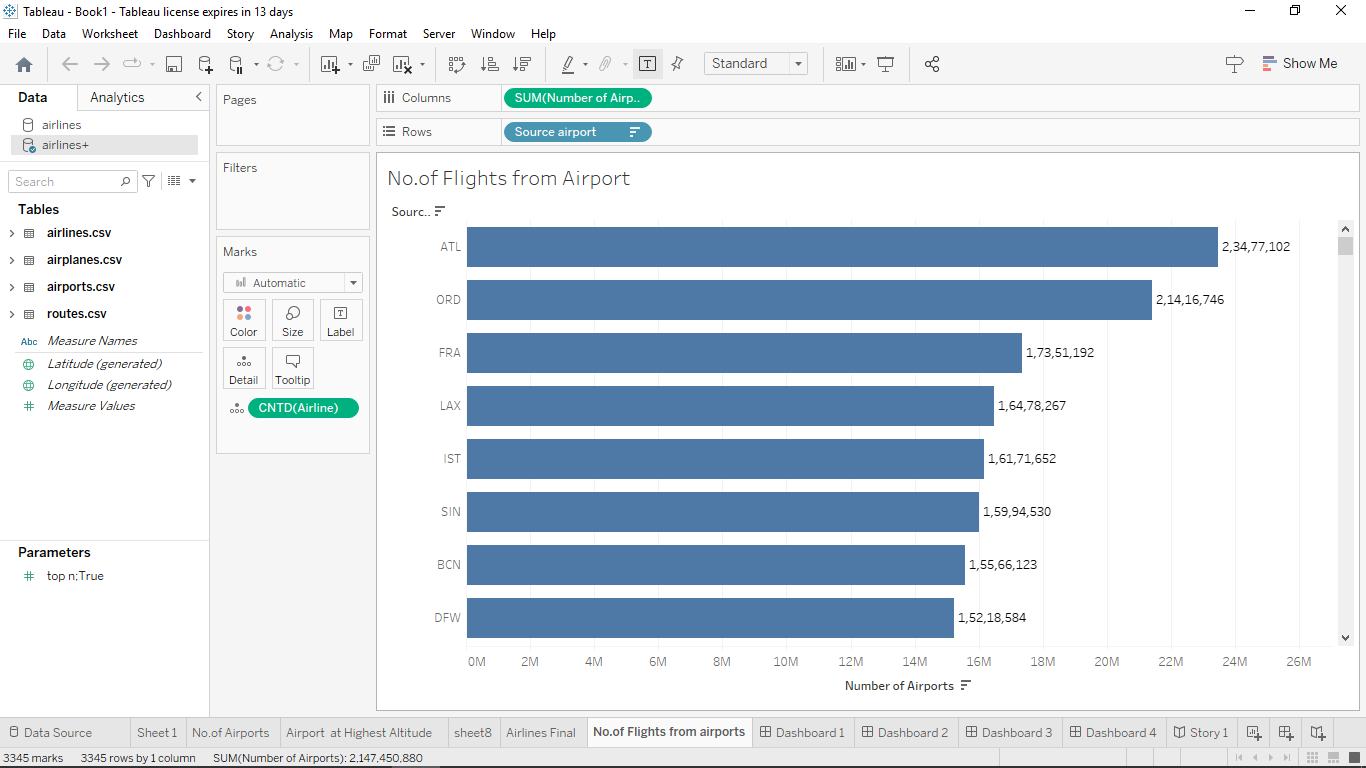 Tableau - Book1 - Tableau license expires in 13 days
File Data Worksheet Dashboard Story Analysis Map Format Server Window Help
Standard
Show Me
Data Analytics
airlines
airlines+
Search
Tables
airlines.csv
airplanes.csv
airports.csv
routes.csv
Abc Measure Names
Latitude (generated)
Longitude (generated)
Measure Values
Parameters
top n;True
Pages
Filters
Marks
Automatic
Color Size Label
Detail Tooltip
CNTD(Airline)
Columns SUM(Number of Airp..
Rows Source airport
No.of Flights from Airport
Sourc..
ATL 2,34,77,102
ORD 2,14,16,746
FRA 1,73,51,192
LAX 1,64,78,267
IST 1,61,71,652
SIN 1,59,94,530
BCN 1,55,66,123
DFW 1,52,18,584
0M 2M 4M 6M 8M 10M 12M 14M 16M 18M 20M 22M 24M 26M
Number of Airports
Data Source Sheet 1 No.of Airports Airport at Highest Altitude sheet8 Airlines Final No.of Flights from airports Dashboard 1 Dashboard 2 Dashboard 3 Dashboard 4 Story 1
3345 marks 3345 rows by 1 column SUM(Number of Airports): 2,147,450,880